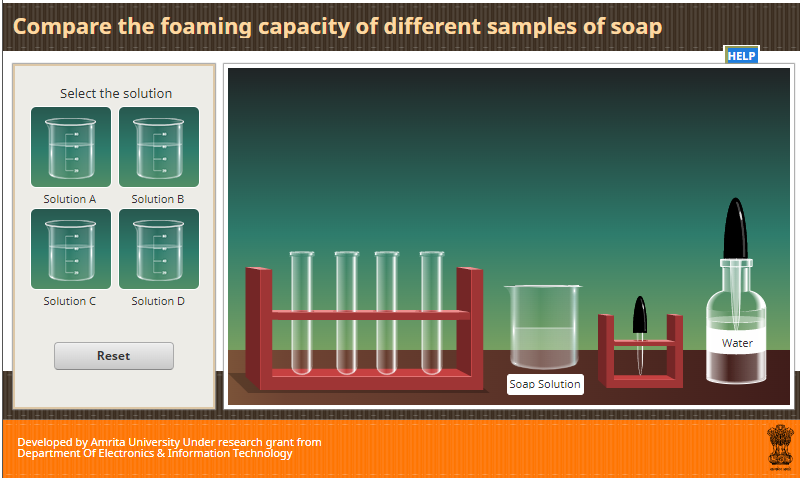 Compare the foaming capacity of different samples of soap
HELP
Select the solution
Solution A
Solution B
Solution C
Solution D
Reset
Soap Solution
Water
Developed by Amrita University Under research grant from
Department Of Electronics & Information Technology